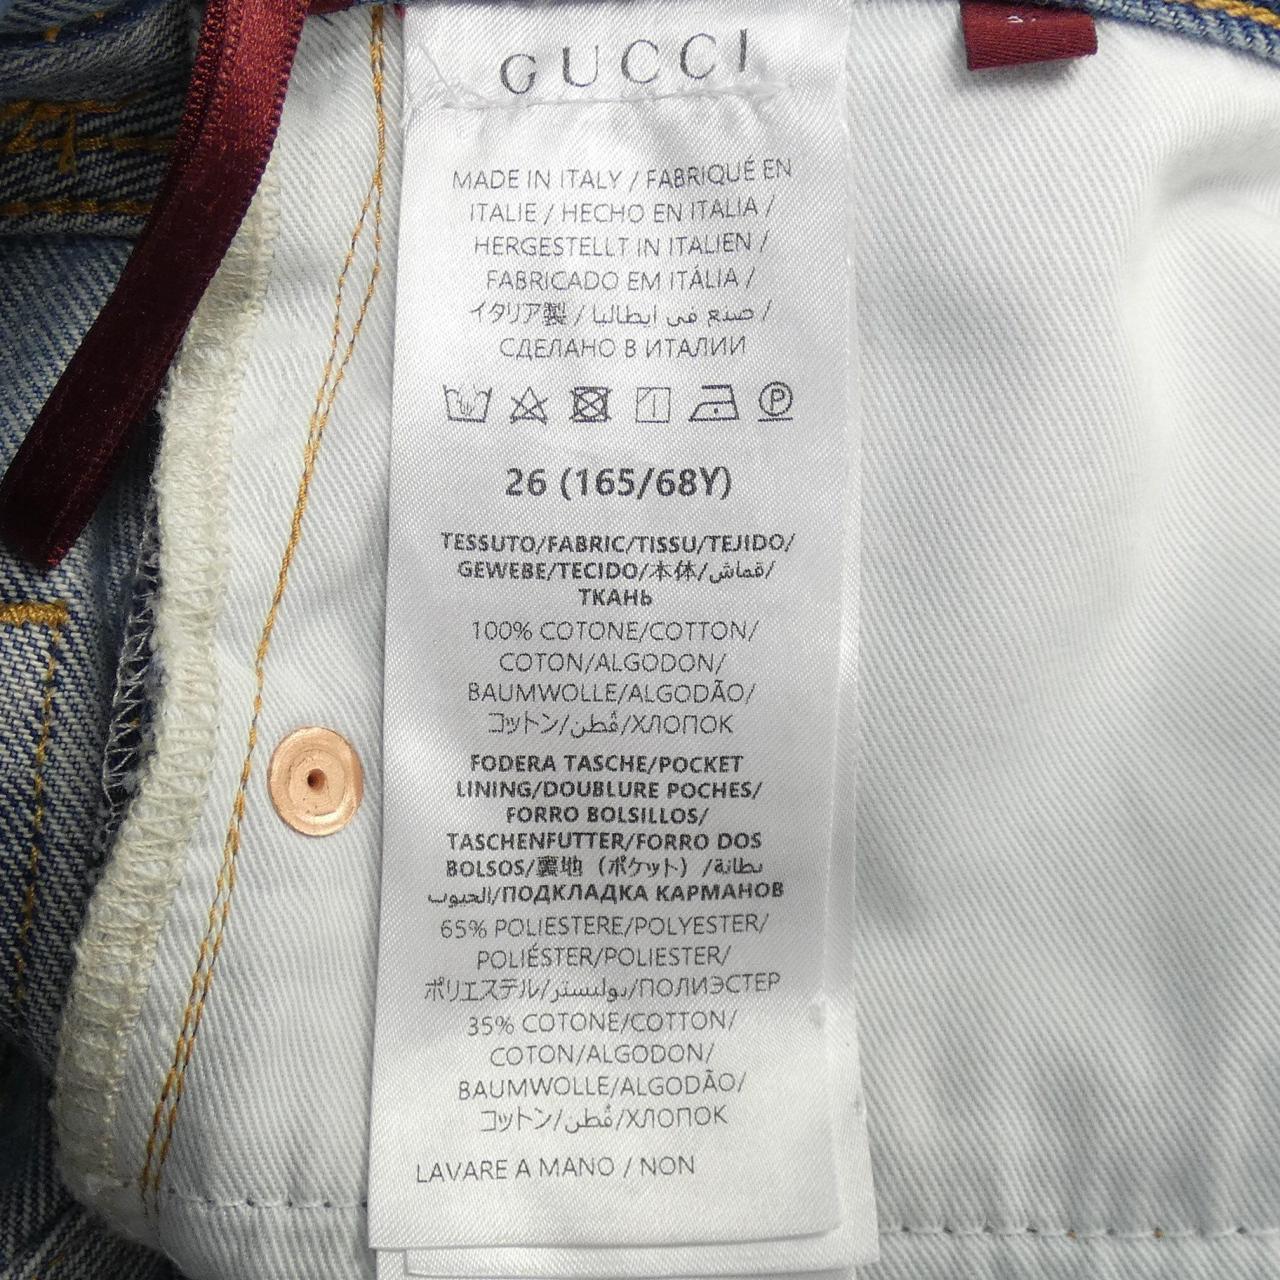 GUCCI
MADE IN ITALY / FABRIQUÉ EN
ITALIE / HECHO EN ITALIA /
HERGESTELLT IN ITALIEN /
FABRICADO EM ITÁLIA /
イタリア製 / صنع في ايطاليا /
СДЕЛАНО В ИТАЛИИ
P
26 (165/68Y)
TESSUTO/FABRIC/TISSU/TEJIDO/
GEWEBE/TECIDO/本体/قماش/
ТКАНЬ
100% COTONE/COTTON/
COTON/ALGODON/
BAUMWOLLE/ALGODÃO/
コットン/قُطن/ХЛОПОК
FODERA TASCHE/POCKET
LINING/DOUBLURE POCHES/
FORRO BOLSILLOS/
TASCHENFUTTER/FORRO DOS
BOLSOS/裏地（ポケット）/بطانة
الجيوب/ПОДКЛАДКА КАРМАНОВ
65% POLIESTERE/POLYESTER/
POLIÉSTER/POLIESTER/
ポリエステル/بوليستر/ПОЛИЭСТЕР
35% COTONE/COTTON/
COTON/ALGODON/
BAUMWOLLE/ALGODÃO/
コットン/قُطن/ХЛОПОК
LAVARE A MANO / NON